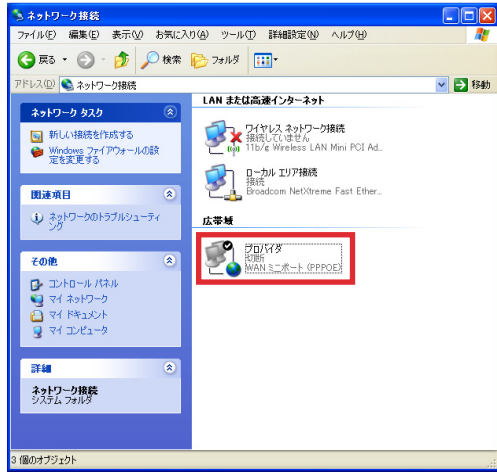 ネットワーク接続
ファイル(F) 編集(E) 表示(V) お気に入り(A) ツール(T) 詳細設定(N) ヘルプ(H)
戻る 検索 フォルダ
アドレス(D) ネットワーク接続 移動
ネットワーク タスク
新しい接続を作成する
Windows ファイアウォールの設
定を変更する
関連項目
ネットワークのトラブルシューティ
ング
その他
コントロール パネル
マイ ネットワーク
マイ ドキュメント
マイ コンピュータ
詳細
ネットワーク接続
システム フォルダ
LAN または高速インターネット
ワイヤレス ネットワーク接続
接続していません
11b/g Wireless LAN Mini PCI Ad...
ローカル エリア接続
接続
Broadcom NetXtreme Fast Ether...
広帯域
プロバイダ
切断
WAN ミニポート (PPPOE)
3 個のオブジェクト